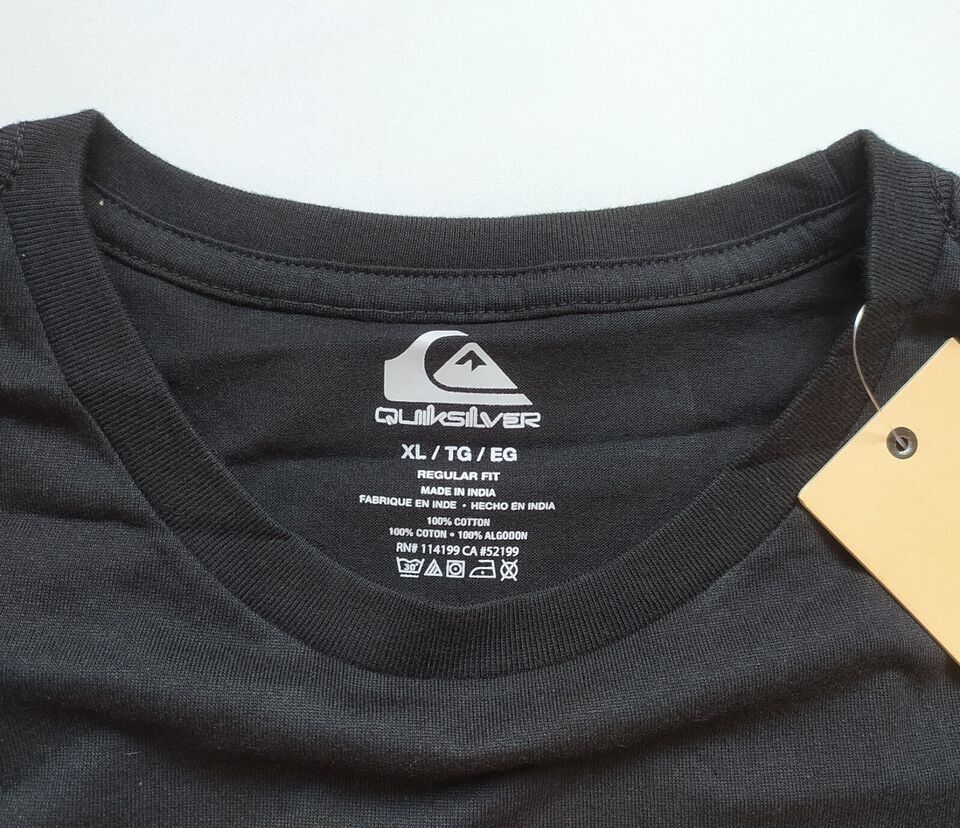 QUIKSILVER
XL / TG / EG
REGULAR FIT
MADE IN INDIA
FABRIQUE EN INDE • HECHO EN INDIA
100% COTTON
100% COTON • 100% ALGODON
RN# 114199 CA #52199
30°